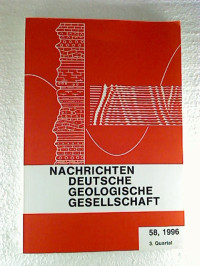 NACHRICHTEN
DEUTSCHE
GEOLOGISCHE
GESELLSCHAFT
58, 1996
3. Quartal